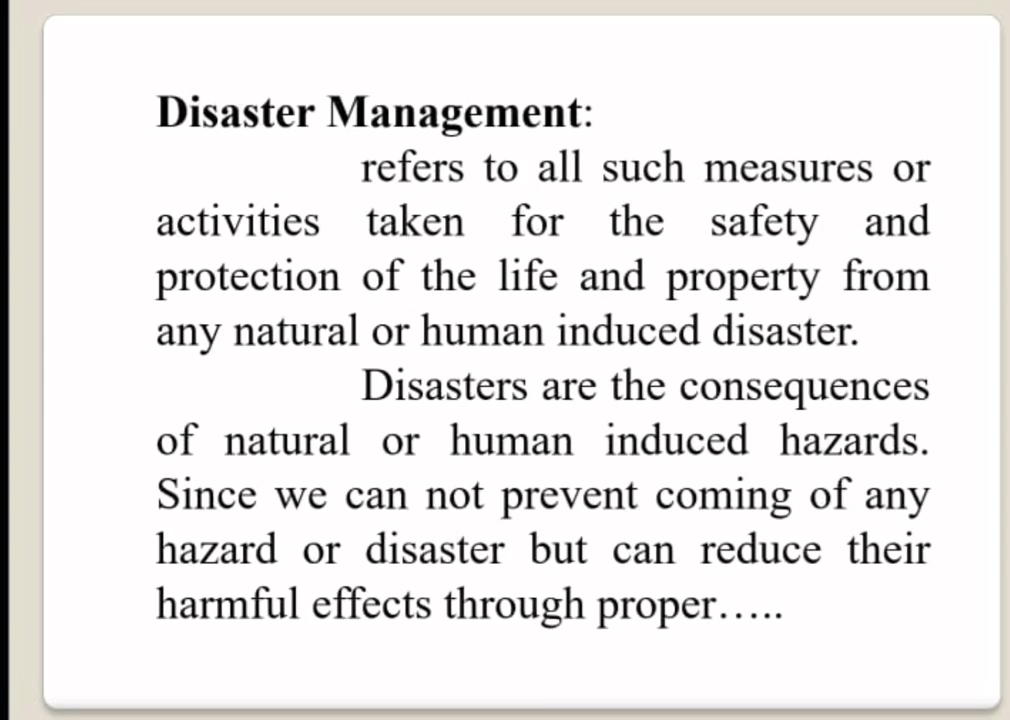 Disaster Management:
refers to all such measures or
activities taken for the safety and
protection of the life and property from
any natural or human induced disaster.
Disasters are the consequences
of natural or human induced hazards.
Since we can not prevent coming of any
hazard or disaster but can reduce their
harmful effects through proper…..